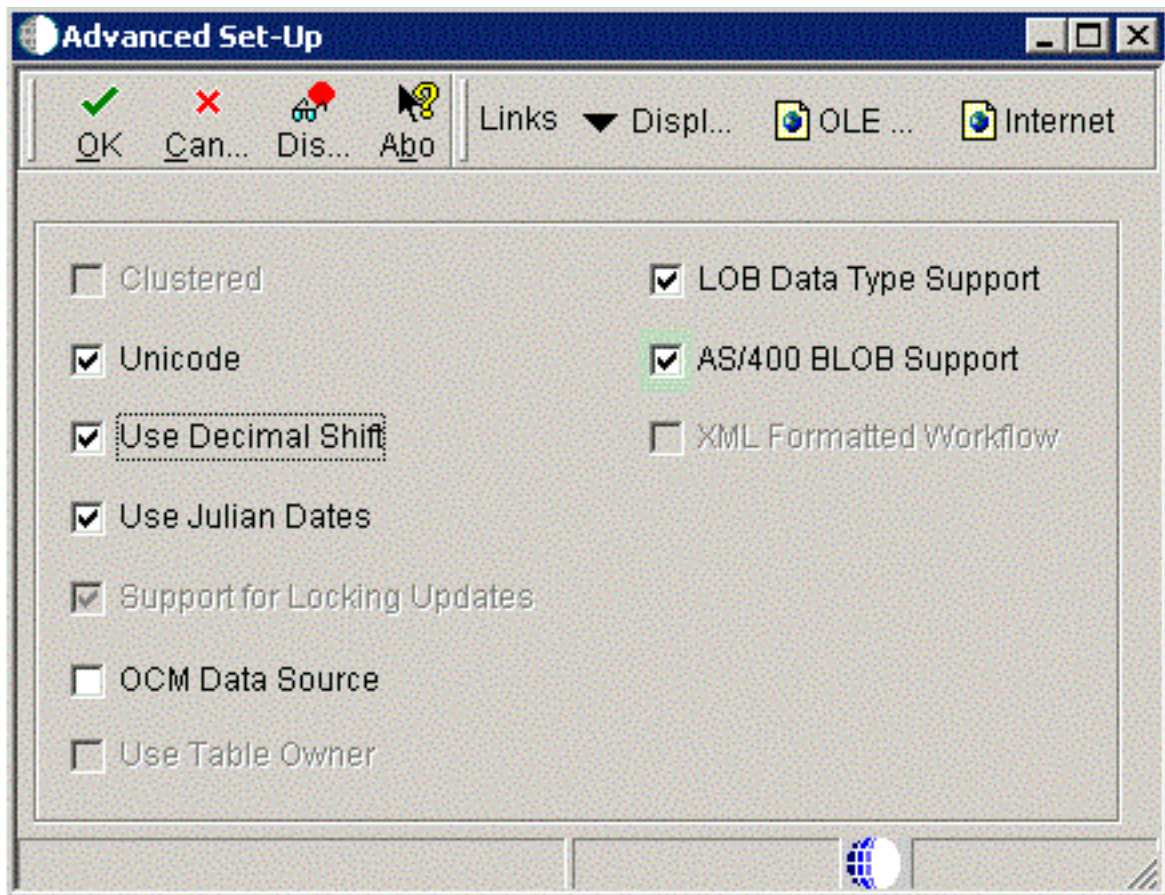 Advanced Set-Up
OK Can... Dis... Abo Links Displ... OLE ... Internet
Clustered
LOB Data Type Support
Unicode
AS/400 BLOB Support
Use Decimal Shift
XML Formatted Workflow
Use Julian Dates
Support for Locking Updates
OCM Data Source
Use Table Owner